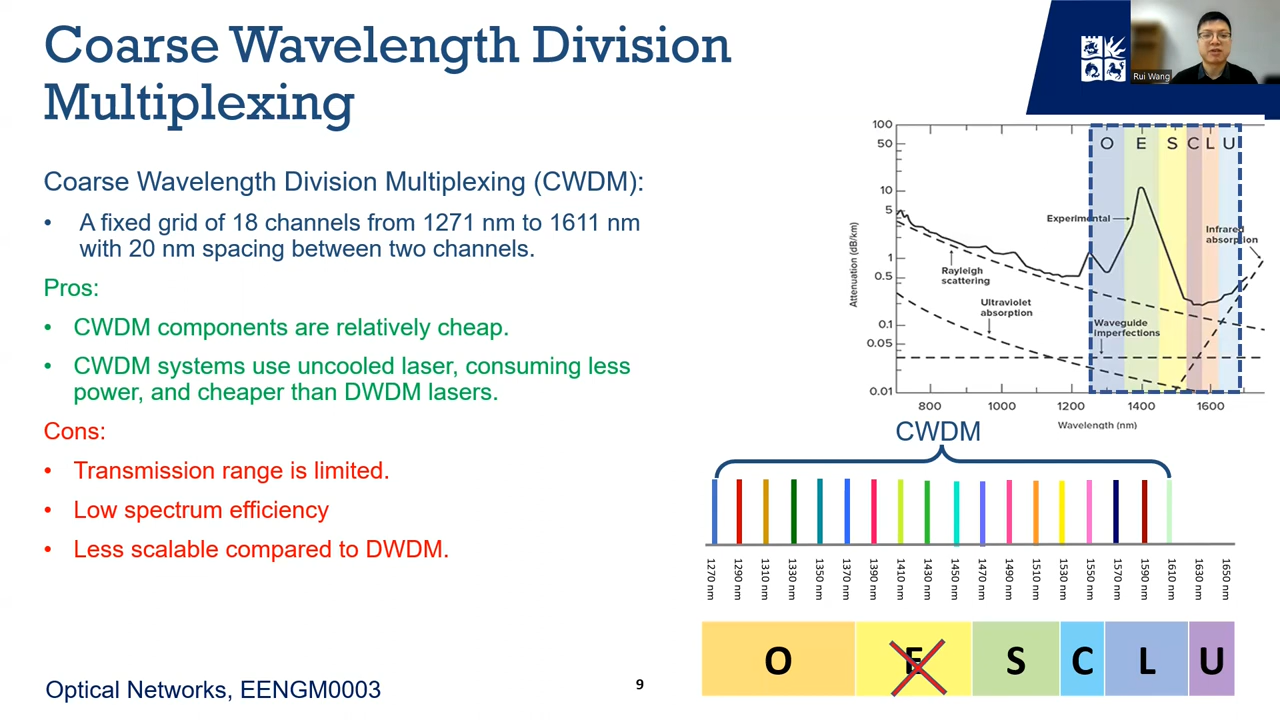 Coarse Wavelength Division
Multiplexing
Rui Wang
Coarse Wavelength Division Multiplexing (CWDM):
• A fixed grid of 18 channels from 1271 nm to 1611 nm
with 20 nm spacing between two channels.
Pros:
• CWDM components are relatively cheap.
• CWDM systems use uncooled laser, consuming less
power, and cheaper than DWDM lasers.
Cons:
• Transmission range is limited.
• Low spectrum efficiency
• Less scalable compared to DWDM.
100
50
10
5
1
0.5
0.1
0.05
0.01
Attenuation (dB/km)
O E S C L U
Experimental
Infrared
absorption
Rayleigh
scattering
Ultraviolet
absorption
Waveguide
imperfections
800 1000 1200 1400 1600
Wavelength (nm)
CWDM
1270 nm
1290 nm
1310 nm
1330 nm
1350 nm
1370 nm
1390 nm
1410 nm
1430 nm
1450 nm
1470 nm
1490 nm
1510 nm
1530 nm
1550 nm
1570 nm
1590 nm
1610 nm
1630 nm
1650 nm
O E S C L U
Optical Networks, EENGM0003
9